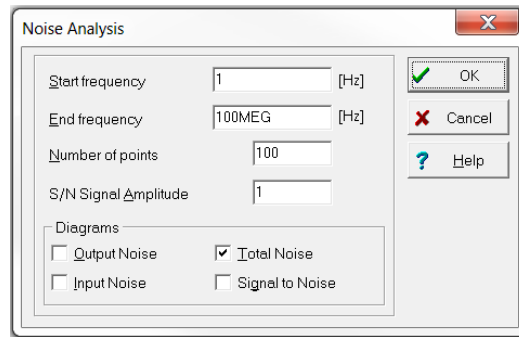 Noise Analysis
Start frequency 1 [Hz]
End frequency 100MEG [Hz]
Number of points 100
S/N Signal Amplitude 1
Diagrams
Output Noise Total Noise
Input Noise Signal to Noise
OK
Cancel
? Help